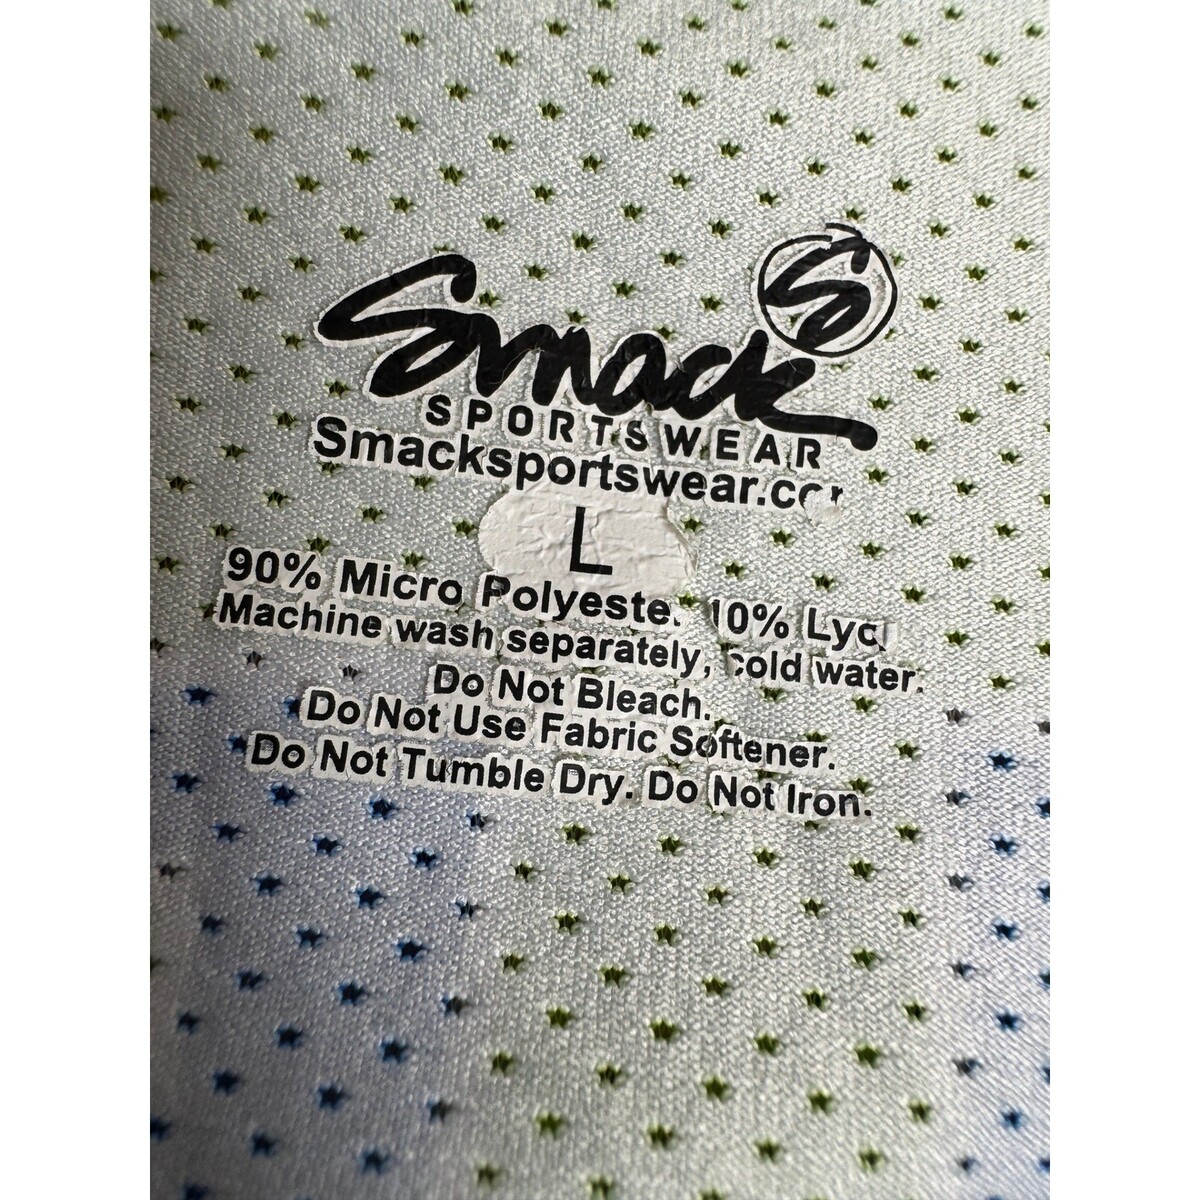 S
Smack
SPORTSWEAR
Smacksportswear.co
L
90% Micro Polyester 10% Lyc
Machine wash separately, cold water.
Do Not Bleach.
Do Not Use Fabric Softener.
Do Not Tumble Dry. Do Not Iron.